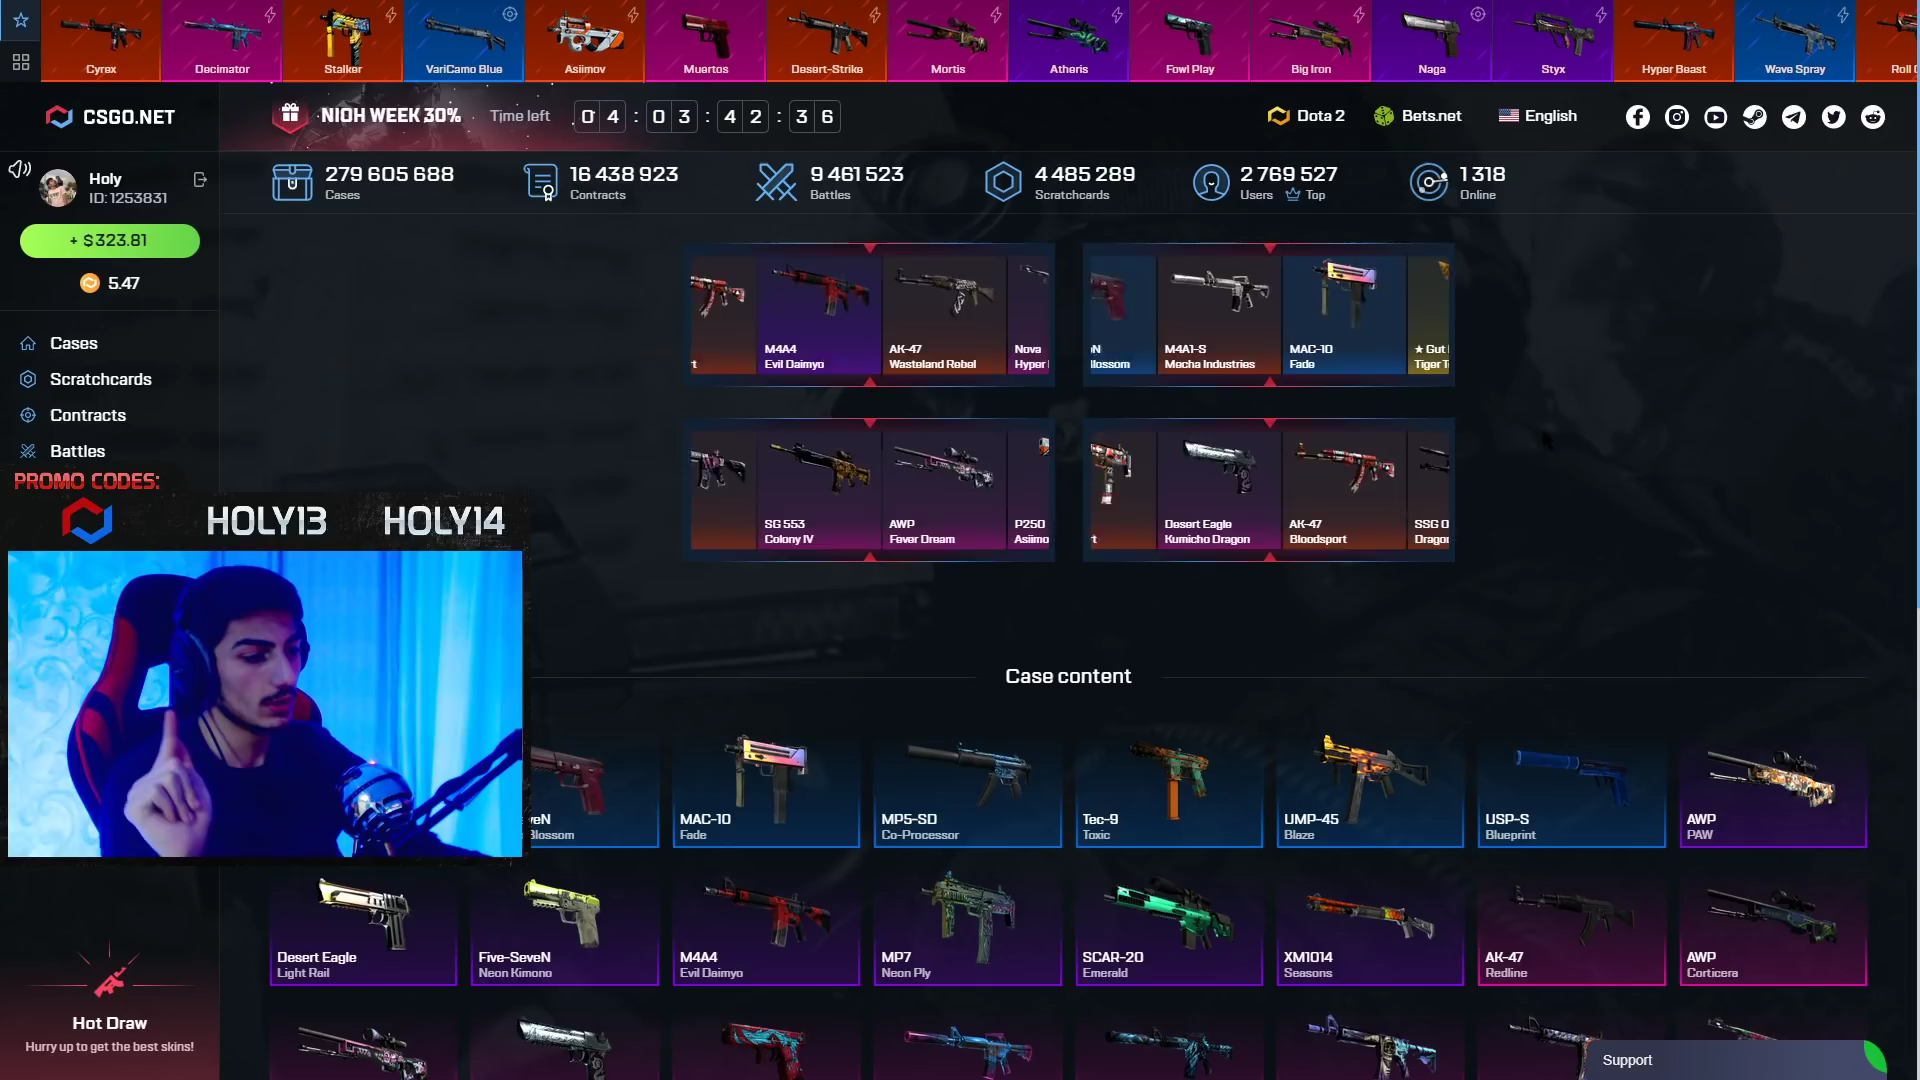 Cyrex
Decimator
Stalker
VariCamo Blue
Asiimov
Muertos
Desert-Strike
Mortis
Atheris
Fowl Play
Big Iron
Naga
Styx
Hyper Beast
Wave Spray
CSGO.NET
NIOH WEEK 30%
Time left
04 : 03 : 42 : 36
Dota 2
Bets.net
English
Holy
ID: 1253831
+ $323.81
5.47
279 605 688
Cases
16 438 923
Contracts
9 461 523
Battles
4 485 289
Scratchcards
2 769 527
Users
Top
1 318
Online
Cases
Scratchcards
Contracts
Battles
M4A4
Evil Daimyo
AK-47
Wasteland Rebel
Nova
Hyper
M4A1-S
Mecha Industries
MAC-10
Fade
★ Gut
SG 553
Colony IV
AWP
Fever Dream
P250
Desert Eagle
Kumicho Dragon
AK-47
Bloodsport
PROMO CODES:
HOLY13
HOLY14
Case content
Blossom
MAC-10
Fade
MP5-SD
Co-Processor
Tec-9
Toxic
UMP-45
Blaze
USP-S
Blueprint
AWP
PAW
Desert Eagle
Light Rail
Five-SeveN
Neon Kimono
M4A4
Evil Daimyo
MP7
Neon Ply
SCAR-20
Emerald
XM1014
Seasons
AK-47
Redline
AWP
Corticera
Hot Draw
Hurry up to get the best skins!
Support